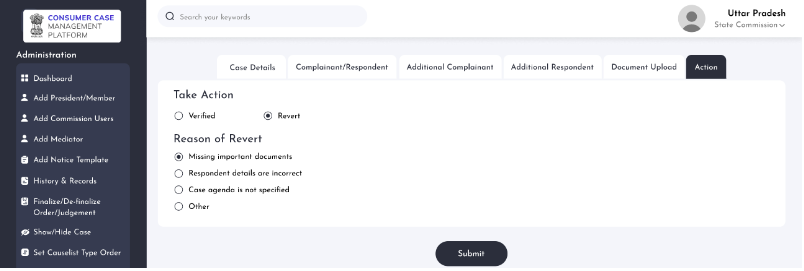 CONSUMER CASE
MANAGEMENT
PLATFORM
Search your keywords
Uttar Pradesh
State Commission
Administration
Dashboard
Add President/Member
Add Commission Users
Add Mediator
Add Notice Template
History & Records
Finalize/De-finalize
Order/Judgement
Show/Hide Case
Set Causelist Type Order
Case Details
Complainant/Respondent
Additional Complainant
Additional Respondent
Document Upload
Action
Take Action
Verified
Revert
Reason of Revert
Missing important documents
Respondent details are incorrect
Case agenda is not specified
Other
Submit